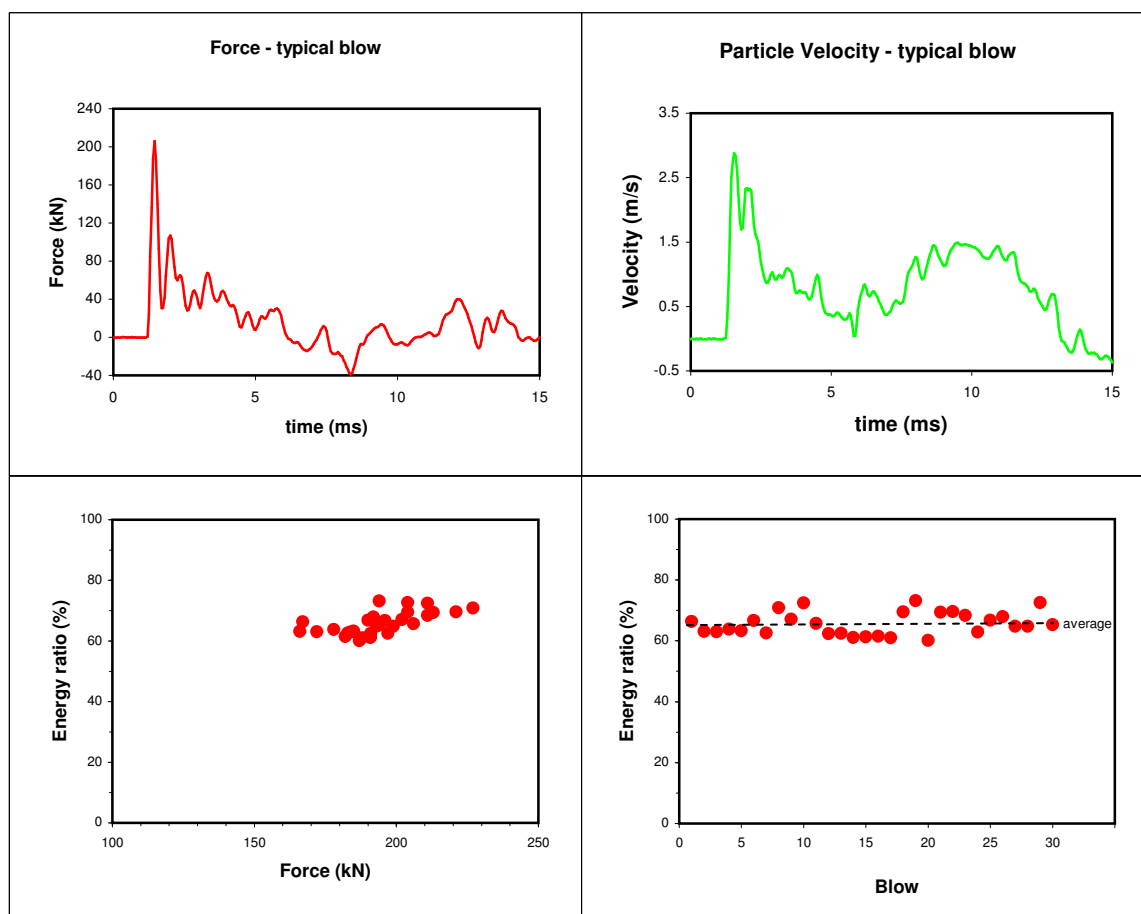 Force - typical blow
240
200
160
120
80
40
0
-40
Force (kN)
0 5 10 15
time (ms)
Particle Velocity - typical blow
3.5
2.5
1.5
0.5
-0.5
Velocity (m/s)
0 5 10 15
time (ms)
100
80
60
40
20
0
Energy ratio (%)
100 150 200 250
Force (kN)
100
80
60
40
20
0
Energy ratio (%)
average
0 5 10 15 20 25 30
Blow